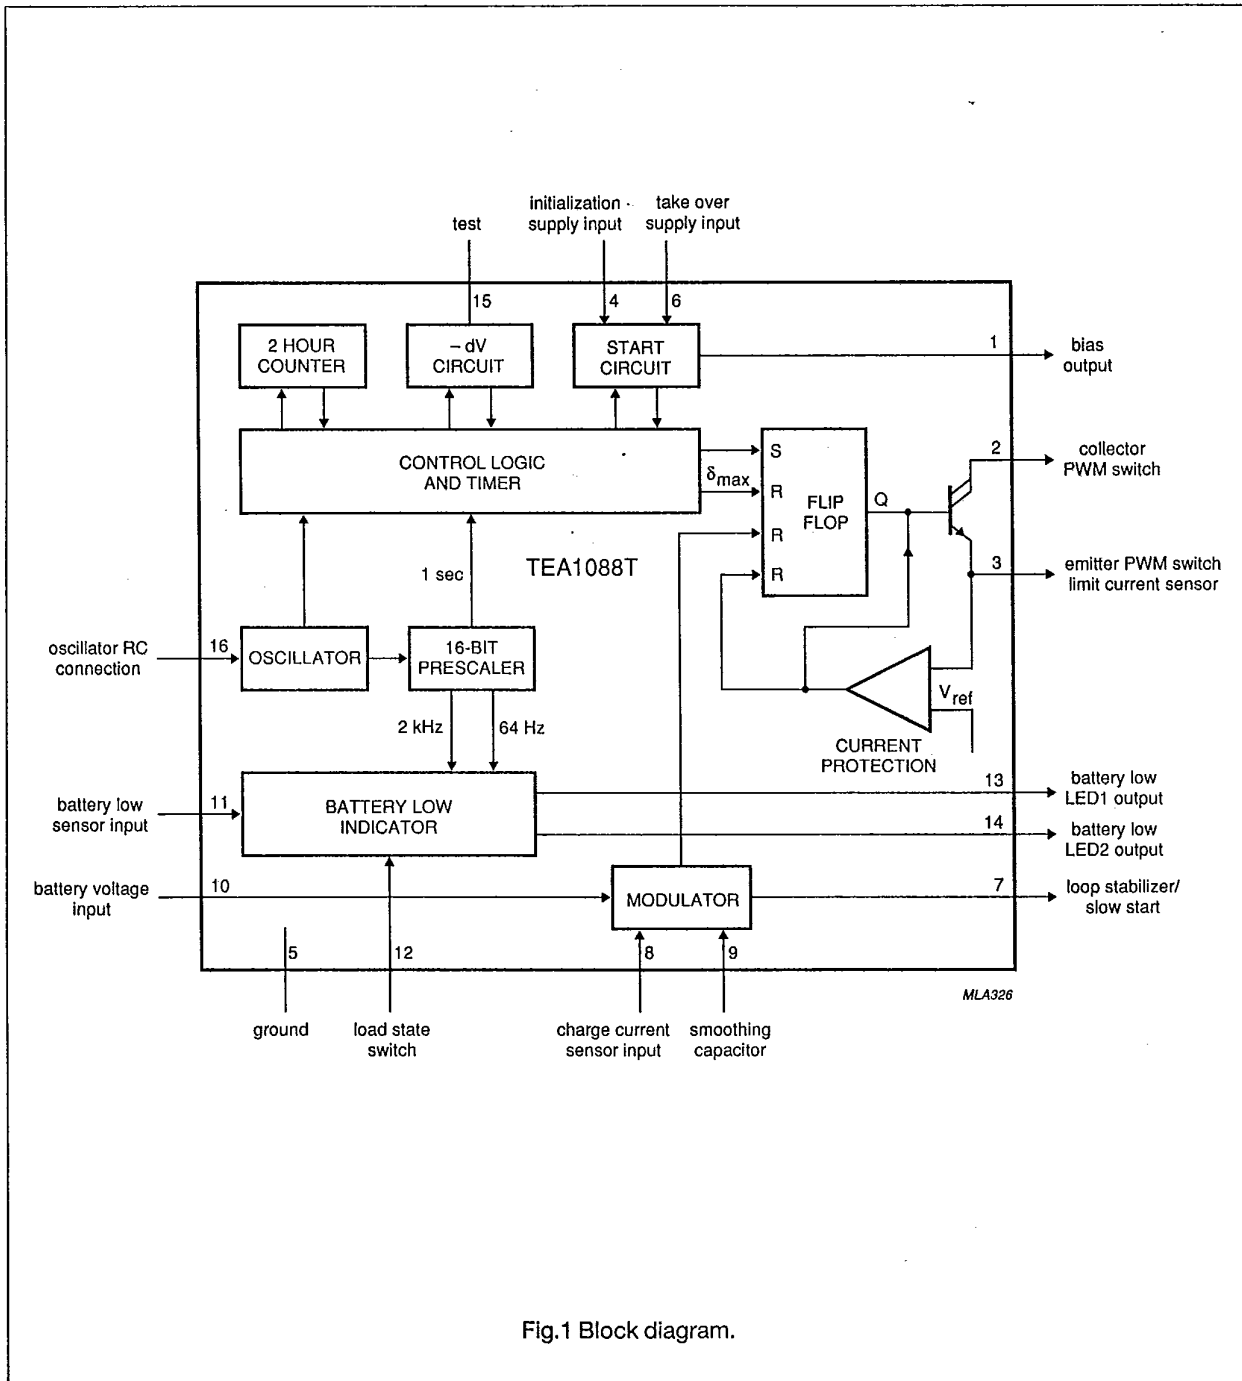 initialization
supply input
take over
supply input
test
15
4
6
2 HOUR
COUNTER
– dV
CIRCUIT
START
CIRCUIT
1
bias
output
CONTROL LOGIC
AND TIMER
δmax
S
R
R
R
FLIP
FLOP
Q
2
collector
PWM switch
3
emitter PWM switch
limit current sensor
1 sec
TEA1088T
oscillator RC
connection
16
OSCILLATOR
16-BIT
PRESCALER
Vref
CURRENT
PROTECTION
2 kHz
64 Hz
battery low
sensor input
11
BATTERY LOW
INDICATOR
13
battery low
LED1 output
14
battery low
LED2 output
battery voltage
input
10
MODULATOR
7
loop stabilizer/
slow start
5
12
8
9
MLA326
ground
load state
switch
charge current
sensor input
smoothing
capacitor
Fig.1 Block diagram.